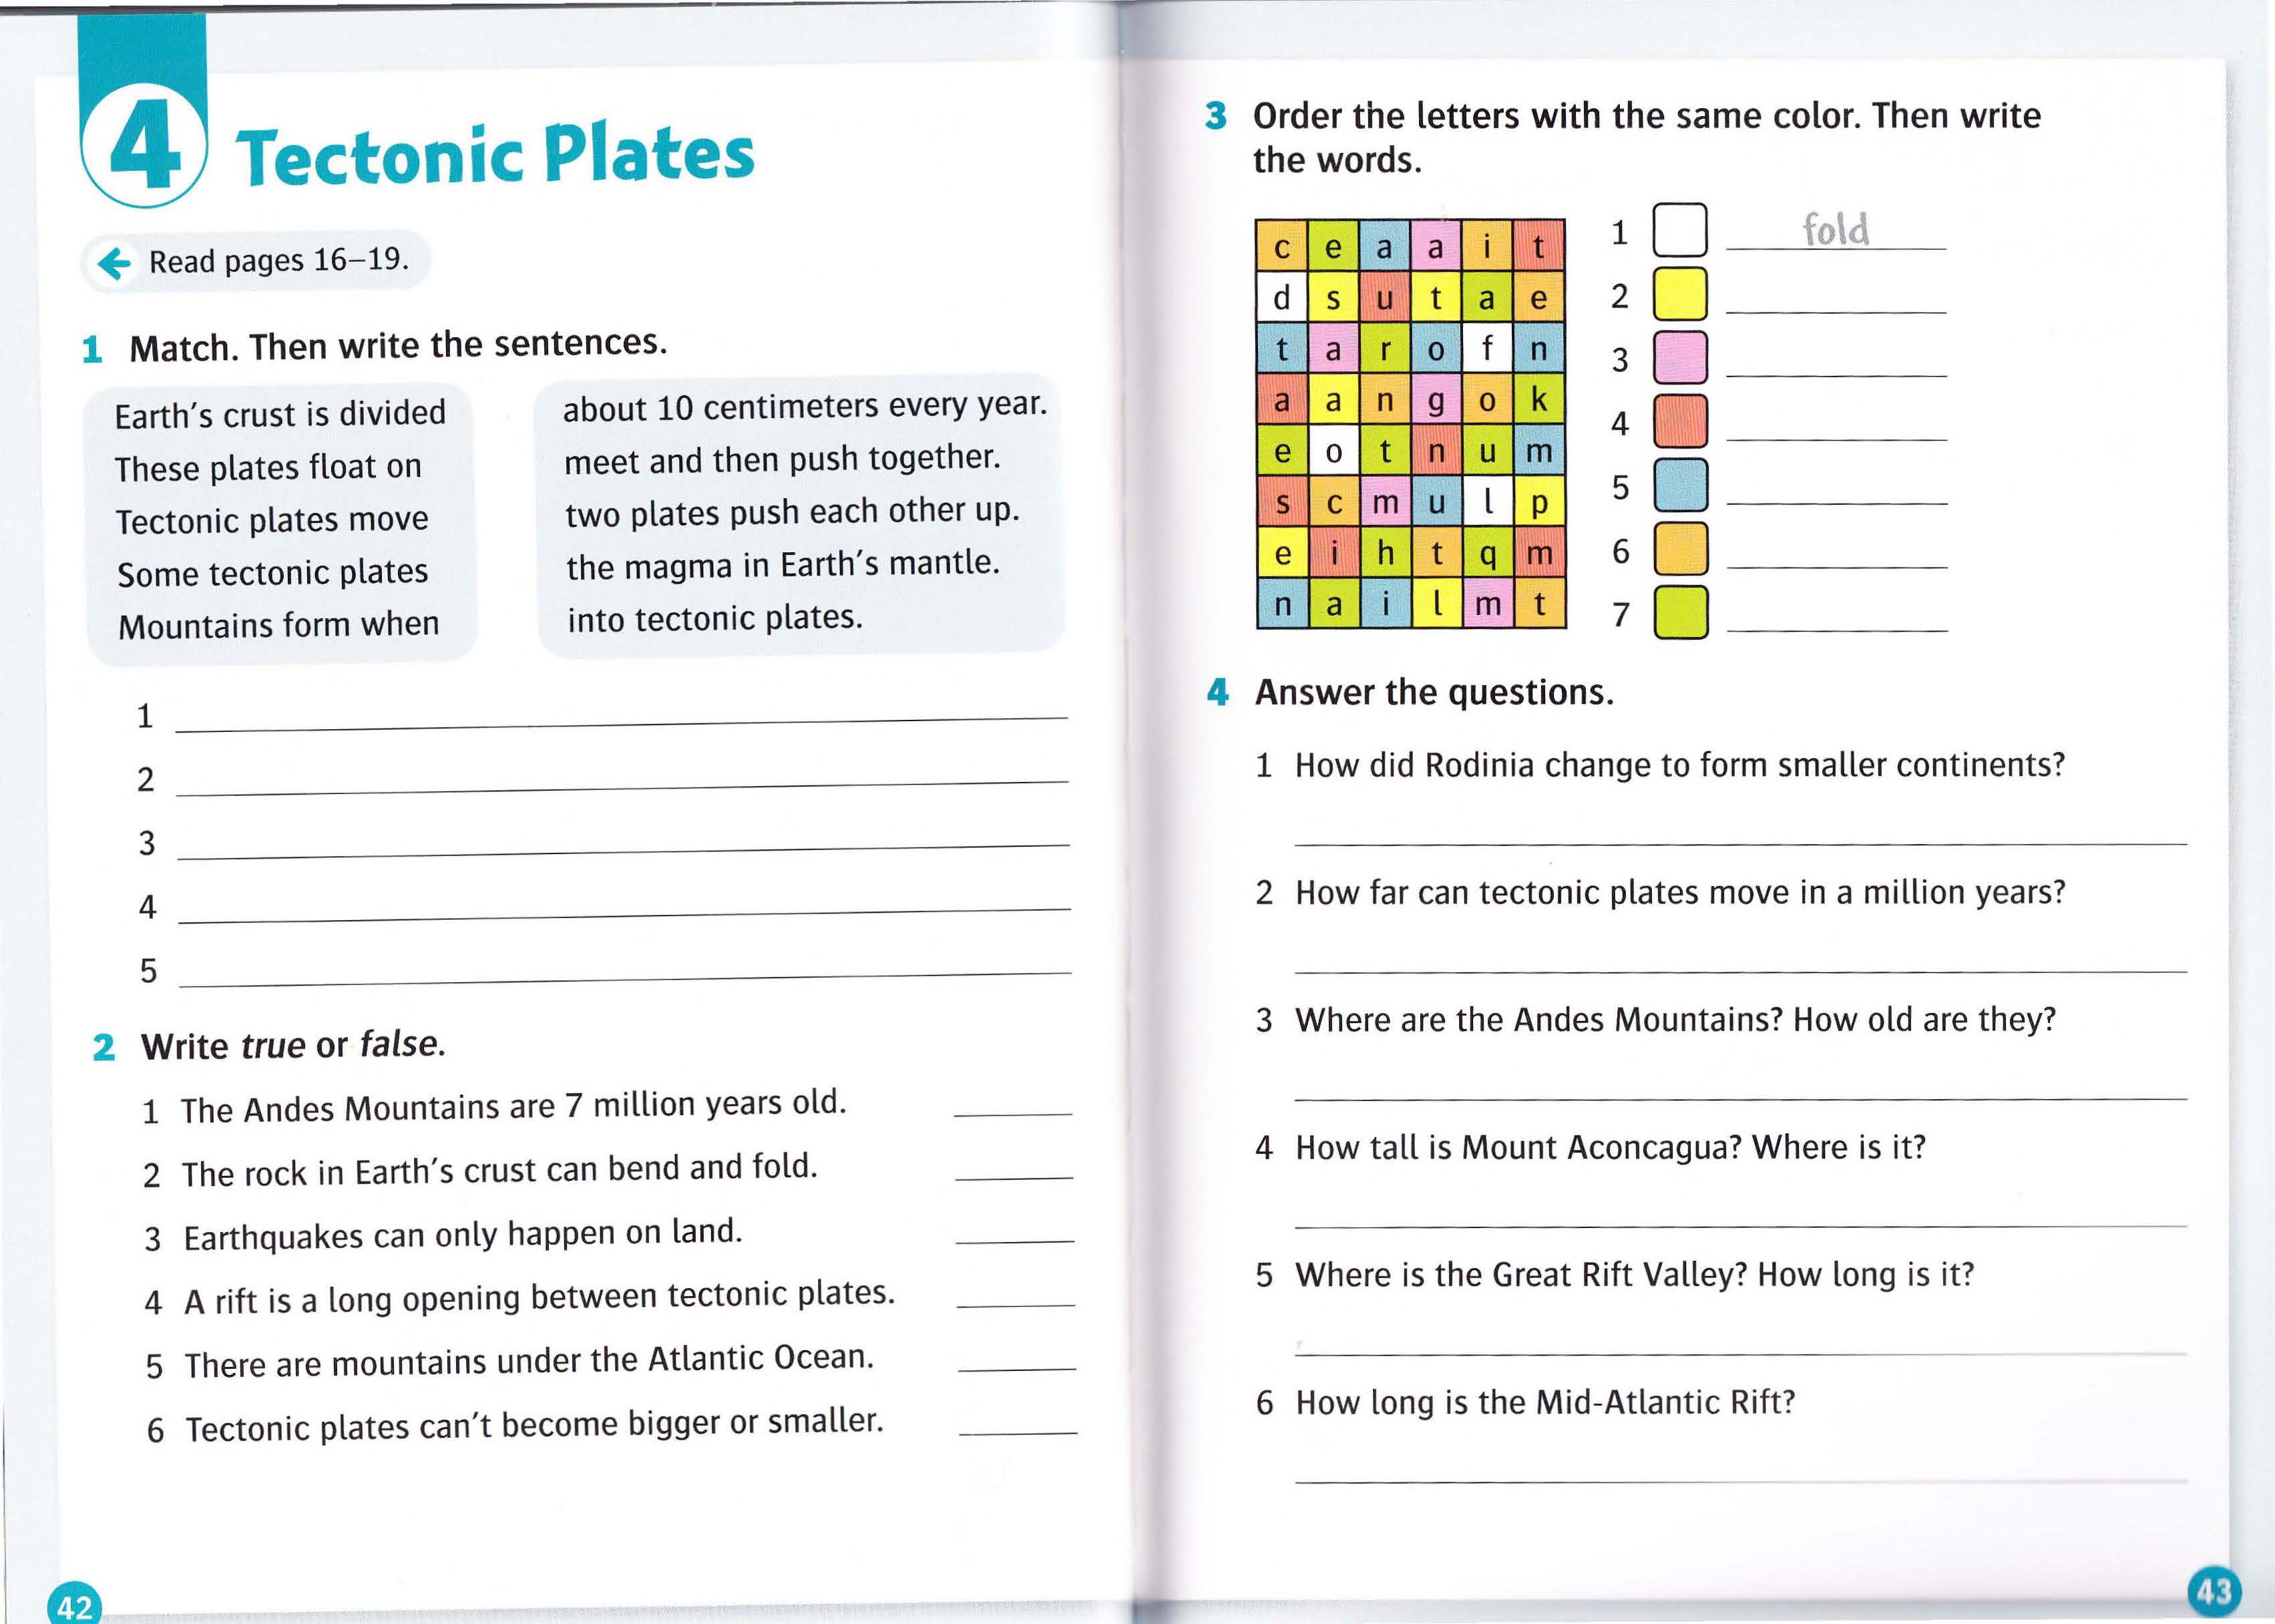 4 Tectonic Plates
Read pages 16–19.
1 Match. Then write the sentences.
Earth's crust is divided
These plates float on
Tectonic plates move
Some tectonic plates
Mountains form when
about 10 centimeters every year.
meet and then push together.
two plates push each other up.
the magma in Earth's mantle.
into tectonic plates.
1
2
3
4
5
2 Write true or false.
1 The Andes Mountains are 7 million years old.
2 The rock in Earth's crust can bend and fold.
3 Earthquakes can only happen on land.
4 A rift is a long opening between tectonic plates.
5 There are mountains under the Atlantic Ocean.
6 Tectonic plates can't become bigger or smaller.
42
3 Order the letters with the same color. Then write
the words.
c e a a i t
d s u t a e
t a r o f n
a a n g o k
e o t n u m
s c m u l p
e i h t q m
n a i l m t
1 fold
2
3
4
5
6
7
4 Answer the questions.
1 How did Rodinia change to form smaller continents?
2 How far can tectonic plates move in a million years?
3 Where are the Andes Mountains? How old are they?
4 How tall is Mount Aconcagua? Where is it?
5 Where is the Great Rift Valley? How long is it?
6 How long is the Mid-Atlantic Rift?
43